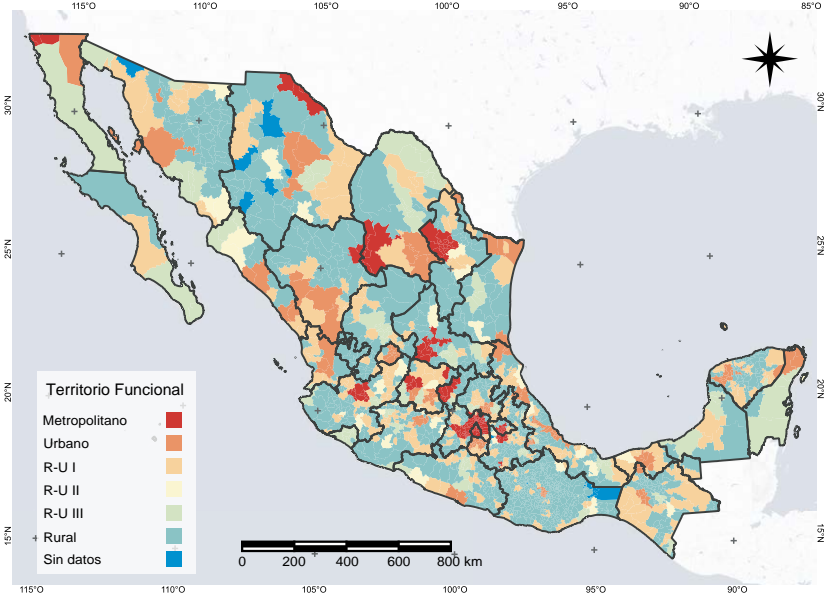 115°O 110°O 105°O 100°O 95°O 90°O 85°O
30°N 30°N
25°N 25°N
20°N 20°N
15°N 15°N
Territorio Funcional
Metropolitano
Urbano
R-U I
R-U II
R-U III
Rural
Sin datos
0 200 400 600 800 km
115°O 110°O 105°O 100°O 95°O 90°O